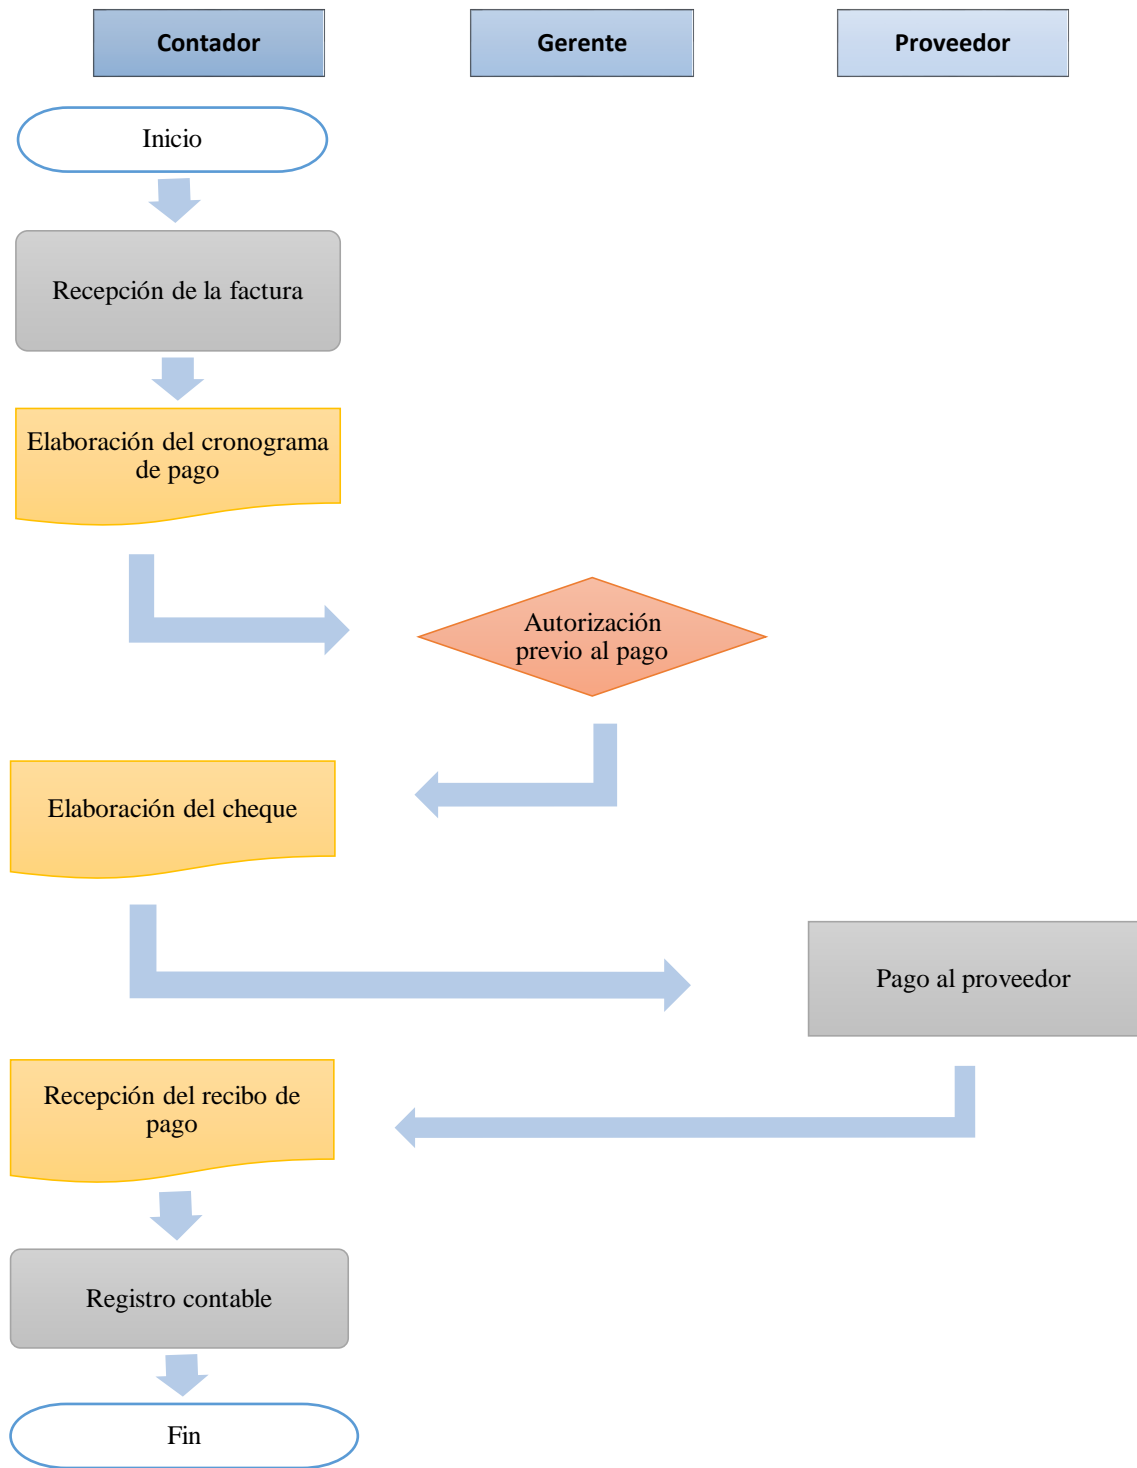 Contador
Gerente
Proveedor
Inicio
Recepción de la factura
Elaboración del cronograma
de pago
Autorización
previo al pago
Elaboración del cheque
Pago al proveedor
Recepción del recibo de
pago
Registro contable
Fin